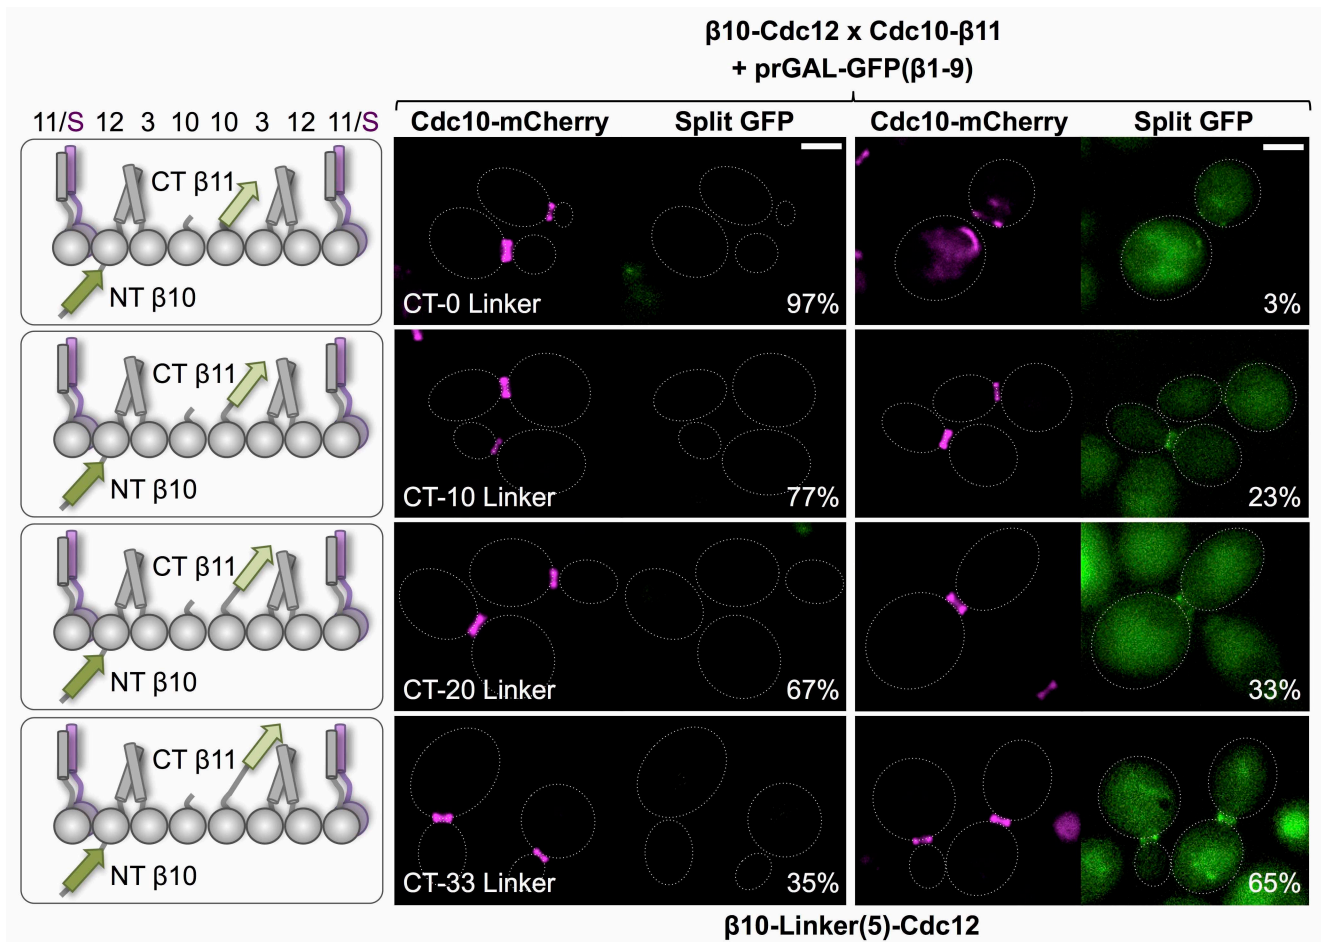 β10-Cdc12 x Cdc10-β11
+ prGAL-GFP(β1-9)
11/S 12 3 10 10 3 12 11/S
Cdc10-mCherry Split GFP Cdc10-mCherry Split GFP
CT β11
NT β10
CT-0 Linker 97% 3%
CT β11
NT β10
CT-10 Linker 77% 23%
CT β11
NT β10
CT-20 Linker 67% 33%
CT β11
NT β10
CT-33 Linker 35% 65%
β10-Linker(5)-Cdc12